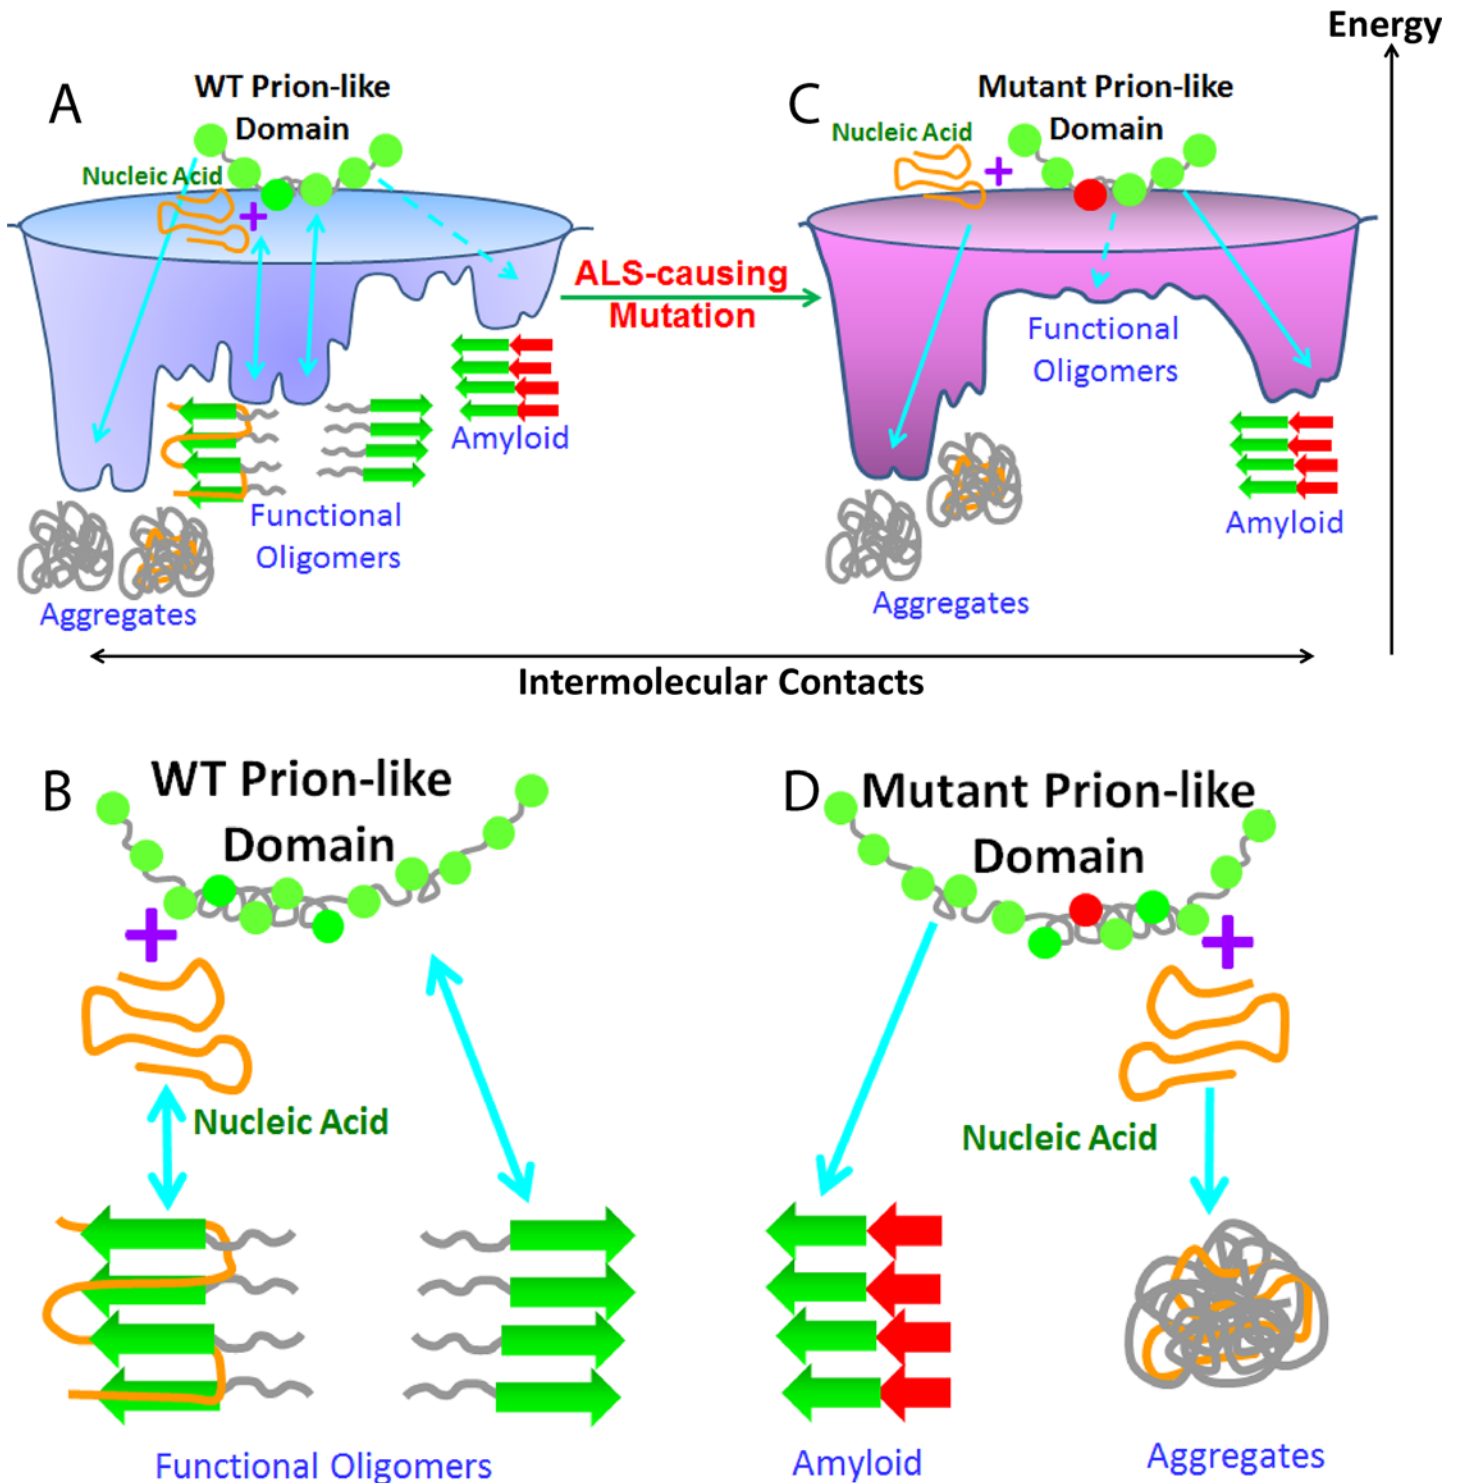 Energy
A
WT Prion-like
Domain
Nucleic Acid
C
Mutant Prion-like
Domain
Nucleic Acid
ALS-causing
Mutation
Functional
Oligomers
Amyloid
Functional
Oligomers
Aggregates
Amyloid
Aggregates
Intermolecular Contacts
B
WT Prion-like
Domain
Nucleic Acid
Functional Oligomers
D
Mutant Prion-like
Domain
Nucleic Acid
Amyloid
Aggregates